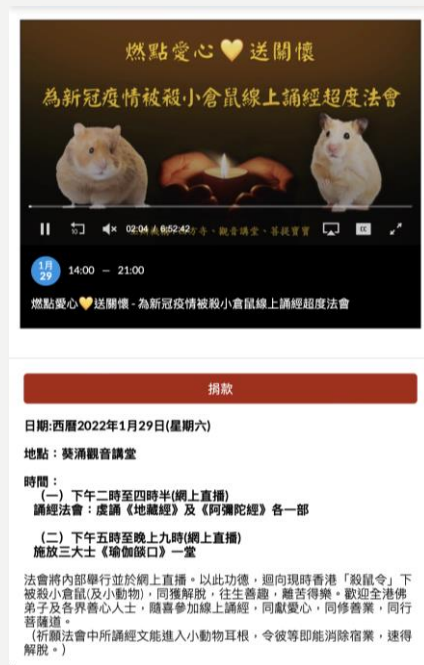 燃點愛心💛送關懷
為新冠疫情被殺小倉鼠線上誦經超度法會
10
02:04 / 6:52:42
方寺、觀音講堂、菩提寶寶
CC
1月
29
14:00 — 21:00
燃點愛心💛送關懷 - 為新冠疫情被殺小倉鼠線上誦經超度法會
捐款
日期:西曆2022年1月29日(星期六)
地點：葵涌觀音講堂
時間：
（一）下午二時至四時半(網上直播)
誦經法會：虔誦《地藏經》及《阿彌陀經》各一部
（二）下午五時至晚上九時(網上直播)
施放三大士《瑜伽燄口》一堂
法會將內部舉行並於網上直播。以此功德，迴向現時香港「殺鼠令」下
被殺小倉鼠(及小動物)，同獲解脫，往生善趣，離苦得樂。歡迎全港佛
弟子及各界善心人士，隨喜參加線上誦經，同獻愛心，同修善業，同行
菩薩道。
（祈願法會中所誦經文能進入小動物耳根，令彼等即能消除宿業，速得
解脫。）